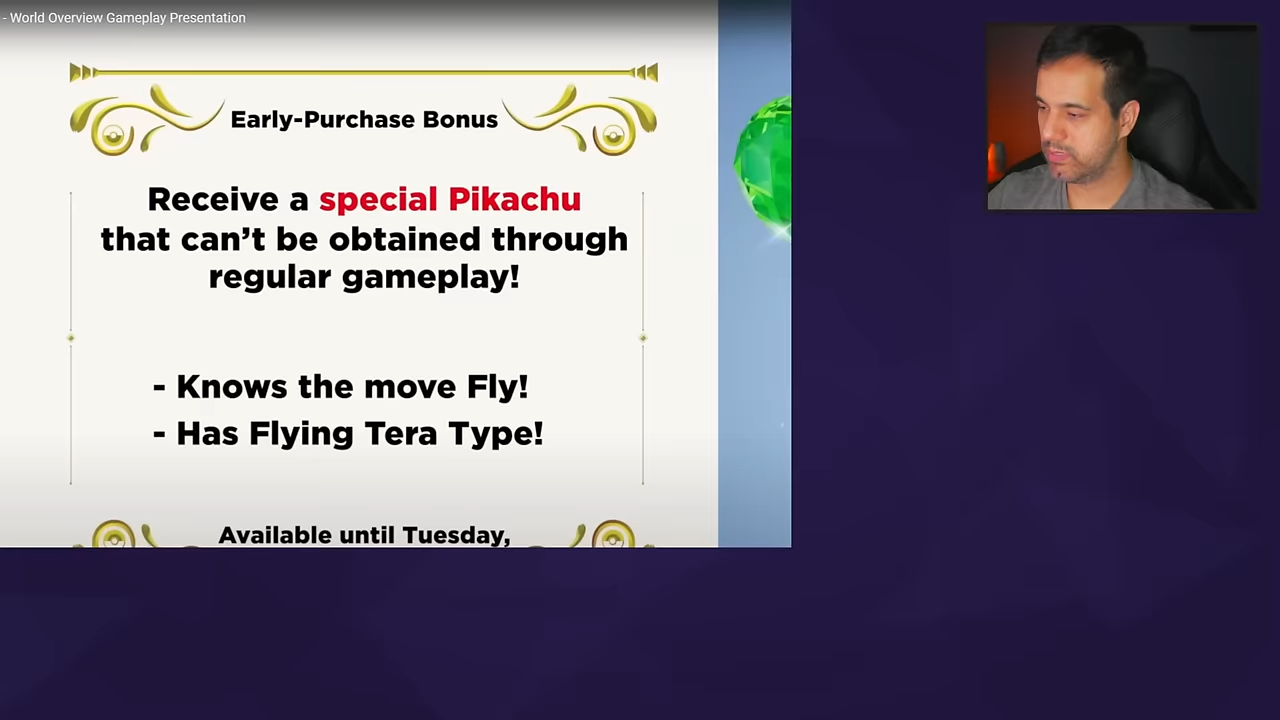 - World Overview Gameplay Presentation
Early-Purchase Bonus
Receive a special Pikachu
that can't be obtained through
regular gameplay!
- Knows the move Fly!
- Has Flying Tera Type!
Available until Tuesday,